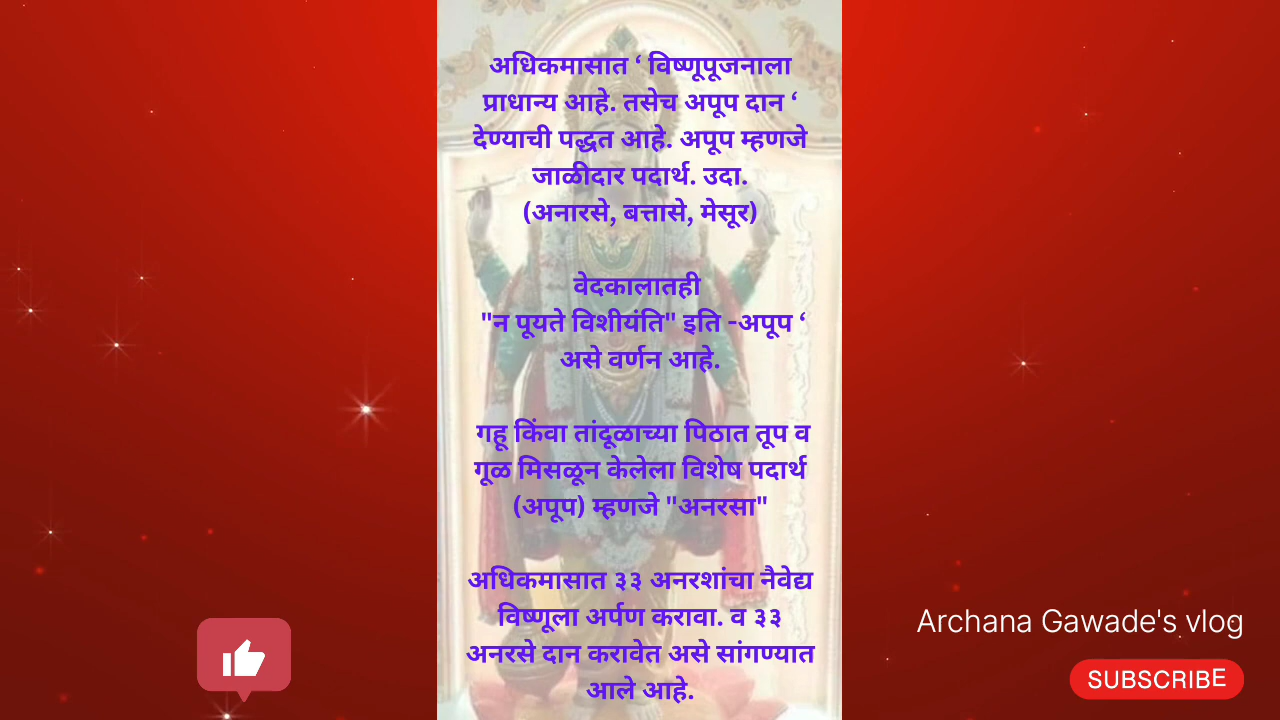 अधिकमासात ‘ विष्णूपूजनाला
प्राधान्य आहे. तसेच अपूप दान ‘
देण्याची पद्धत आहे. अपूप म्हणजे
जाळीदार पदार्थ. उदा.
(अनारसे, बत्तासे, मेसूर)
वेदकालातही
"न पूयते विशीयंति" इति -अपूप ‘
असे वर्णन आहे.
गहू किंवा तांदूळाच्या पिठात तूप व
गूळ मिसळून केलेला विशेष पदार्थ
(अपूप) म्हणजे "अनरसा"
अधिकमासात ३३ अनरशांचा नैवेद्य
विष्णूला अर्पण करावा. व ३३
अनरसे दान करावेत असे सांगण्यात
आले आहे.
Archana Gawade's vlog
SUBSCRIBE